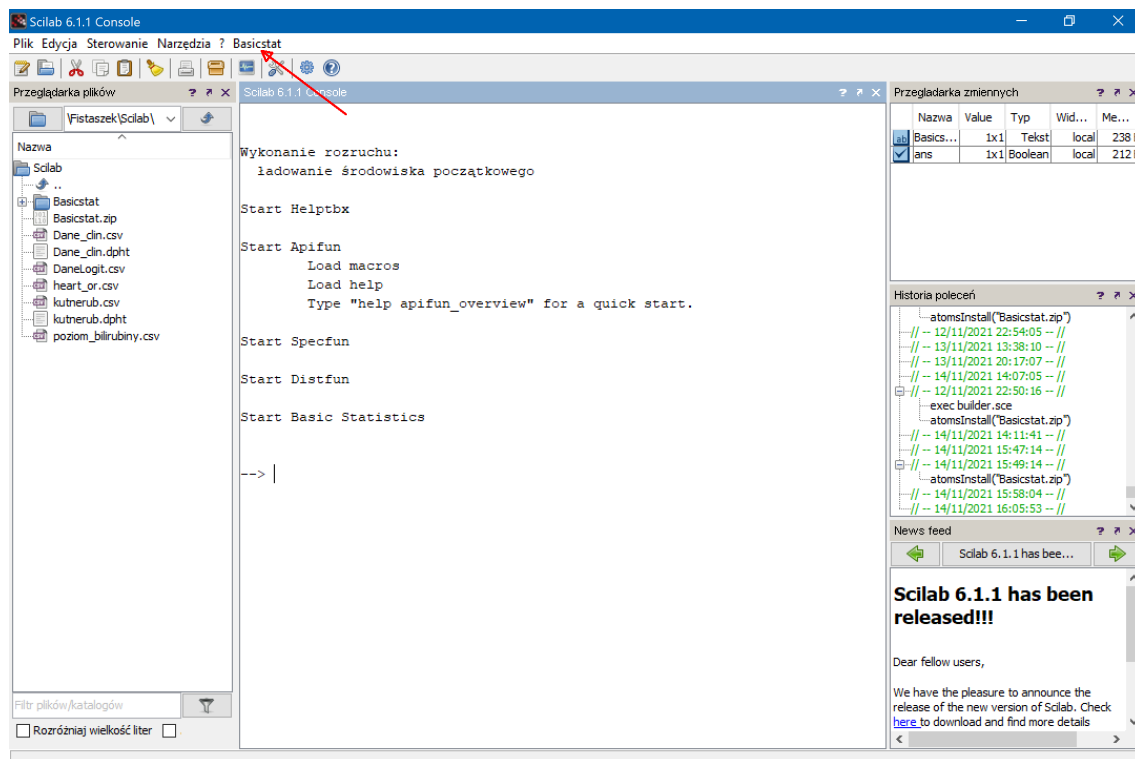 Scilab 6.1.1 Console
Plik Edycja Sterowanie Narzędzia ? Basicstat
Przeglądarka plików ? X
\Fistaszek\Scilab\
Nazwa
Scilab
..
Basicstat
Basicstat.zip
Dane_clin.csv
Dane_clin.dpht
DaneLogit.csv
heart_or.csv
kutnerub.csv
kutnerub.dpht
poziom_bilirubiny.csv
Filtr plików/katalogów
Rozróżniaj wielkość liter
Scilab 6.1.1 Console ? X
Wykonanie rozruchu:
ładowanie środowiska początkowego
Start Helptbx
Start Apifun
Load macros
Load help
Type "help apifun_overview" for a quick start.
Start Specfun
Start Distfun
Start Basic Statistics
-->
Przegladarka zmiennych ? X
Nazwa Value Typ Wid... Me...
Basics... 1x1 Tekst local 238
ans 1x1 Boolean local 212
Historia poleceń ? X
atomsInstall("Basicstat.zip")
// -- 12/11/2021 22:54:05 -- //
// -- 13/11/2021 13:38:10 -- //
// -- 13/11/2021 20:17:07 -- //
// -- 14/11/2021 14:07:05 -- //
// -- 12/11/2021 22:50:16 -- //
exec builder.sce
atomsInstall("Basicstat.zip")
// -- 14/11/2021 14:11:41 -- //
// -- 14/11/2021 15:47:14 -- //
// -- 14/11/2021 15:49:14 -- //
atomsInstall("Basicstat.zip")
// -- 14/11/2021 15:58:04 -- //
// -- 14/11/2021 16:05:53 -- //
News feed ? X
Scilab 6.1.1 has bee...
Scilab 6.1.1 has been
released!!!
Dear fellow users,
We have the pleasure to announce the
release of the new version of Scilab. Check
here to download and find more details